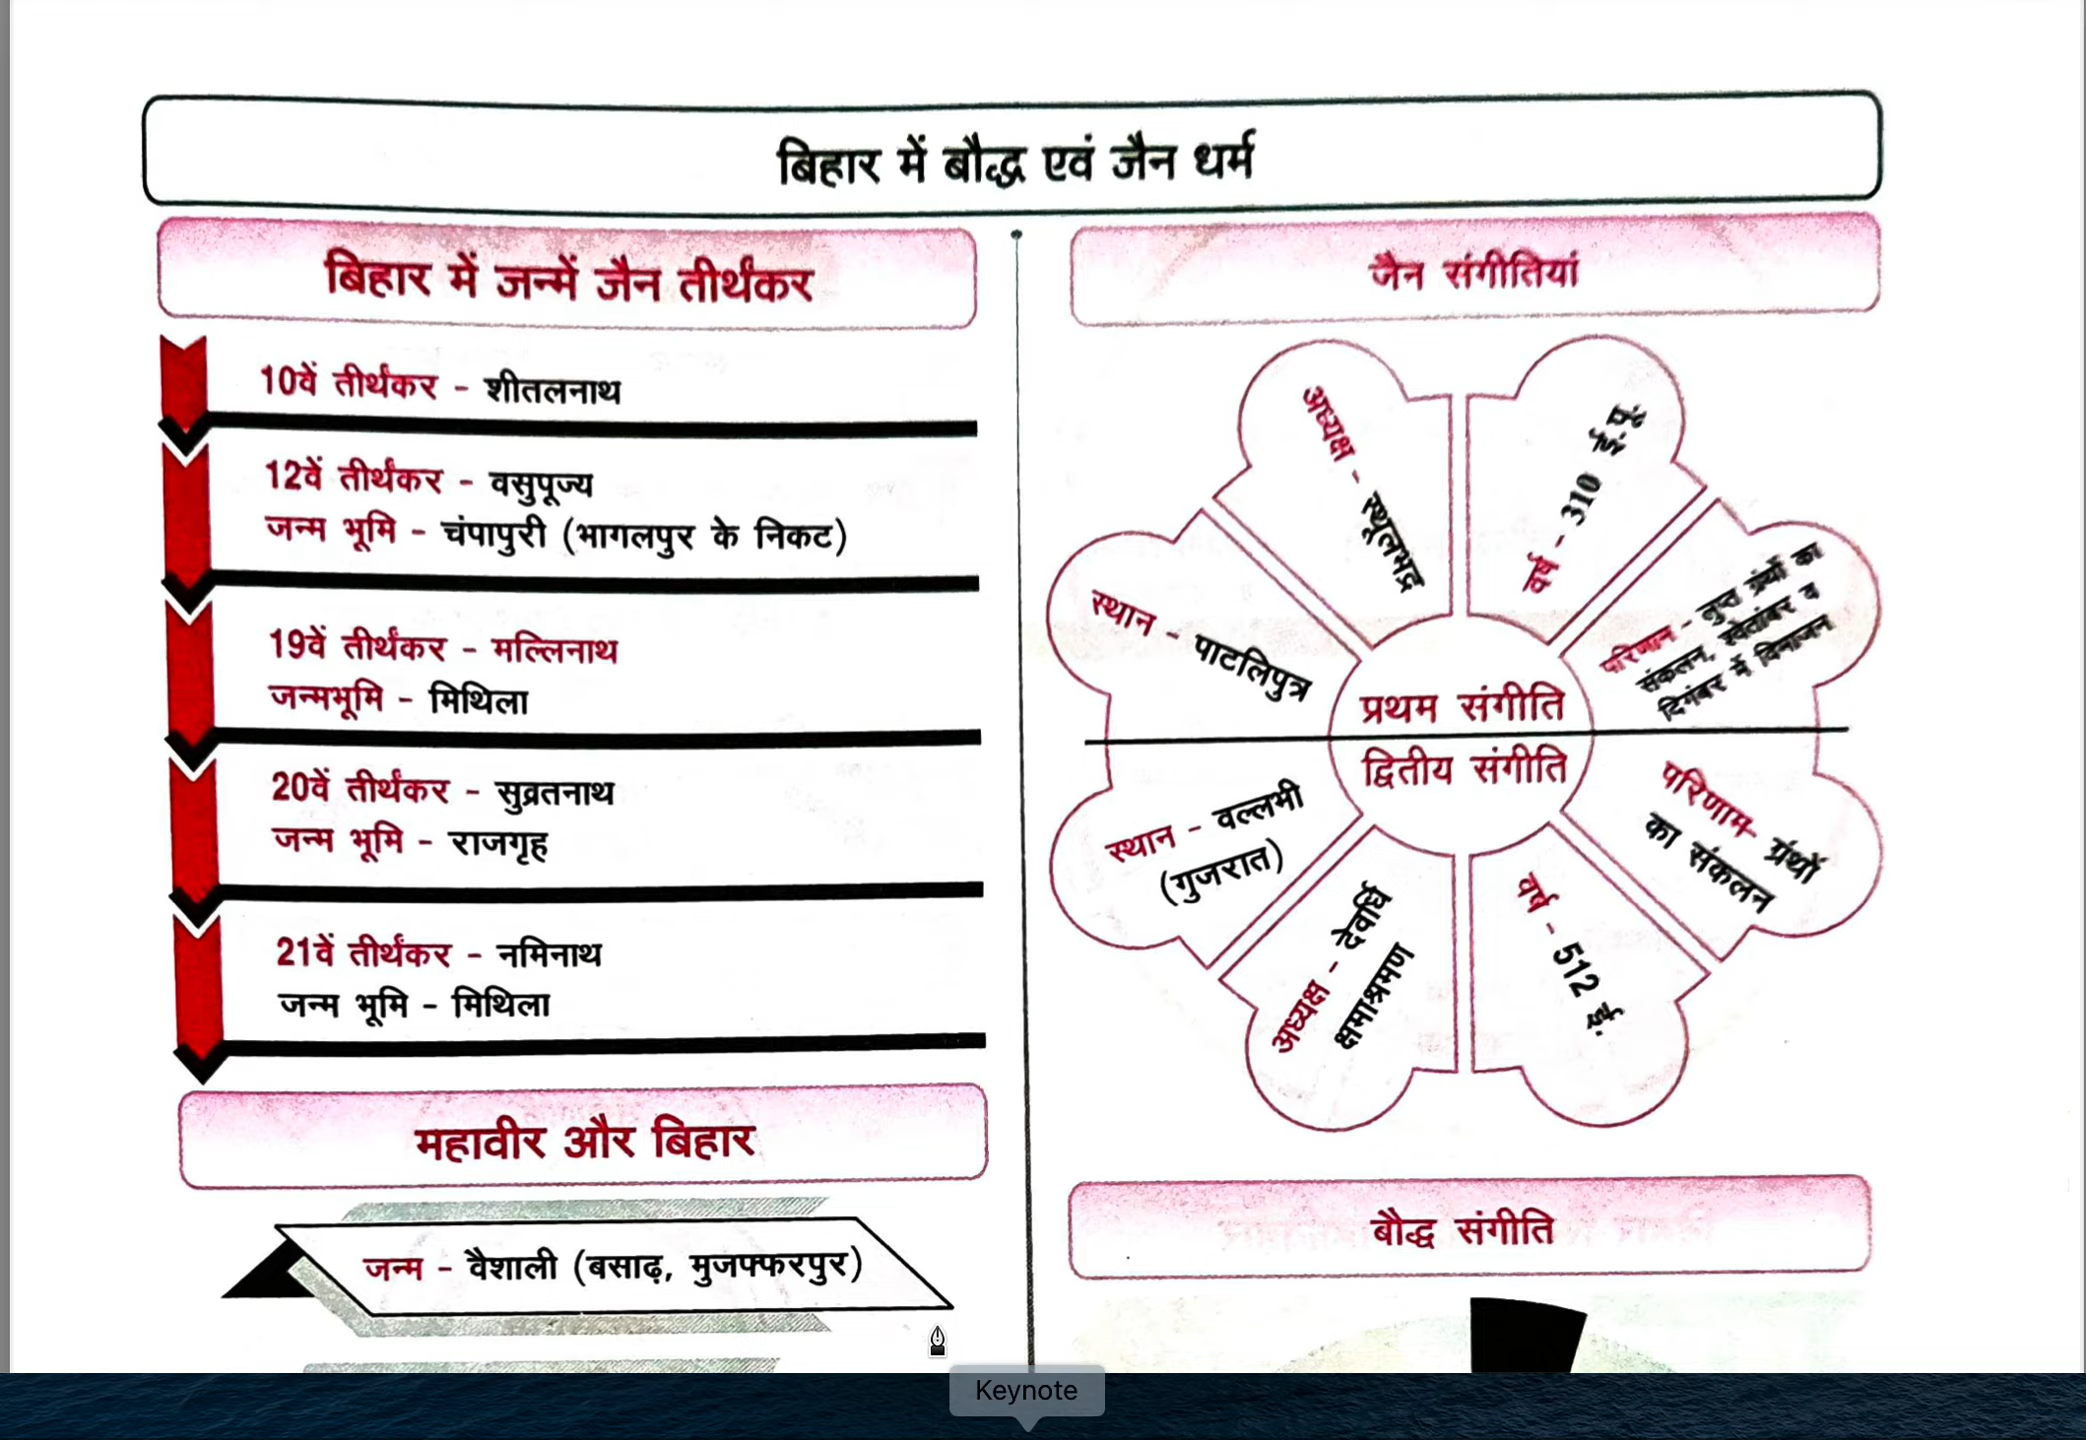 बिहार में बौद्ध एवं जैन धर्म
बिहार में जन्में जैन तीर्थंकर
10वें तीर्थंकर - शीतलनाथ
12वें तीर्थंकर - वसुपूज्य
जन्म भूमि - चंपापुरी (भागलपुर के निकट)
19वें तीर्थंकर - मल्लिनाथ
जन्मभूमि - मिथिला
20वें तीर्थंकर - सुव्रतनाथ
जन्म भूमि - राजगृह
21वें तीर्थंकर - नमिनाथ
जन्म भूमि - मिथिला
महावीर और बिहार
जन्म - वैशाली (बसाढ़, मुजफ्फरपुर)
जैन संगीतियां
प्रथम संगीति
स्थान - पाटलिपुत्र
अध्यक्ष - स्थूलभद्र
वर्ष - 310 ई.पू.
परिणाम - लुप्त ग्रंथों का
संकलन, श्वेतांबर व
दिगंबर में विभाजन
द्वितीय संगीति
स्थान - वल्लभी
(गुजरात)
अध्यक्ष - देवर्धि
क्षमाश्रमण
वर्ष - 512 ई.
परिणाम- ग्रंथों
का संकलन
बौद्ध संगीति
Keynote